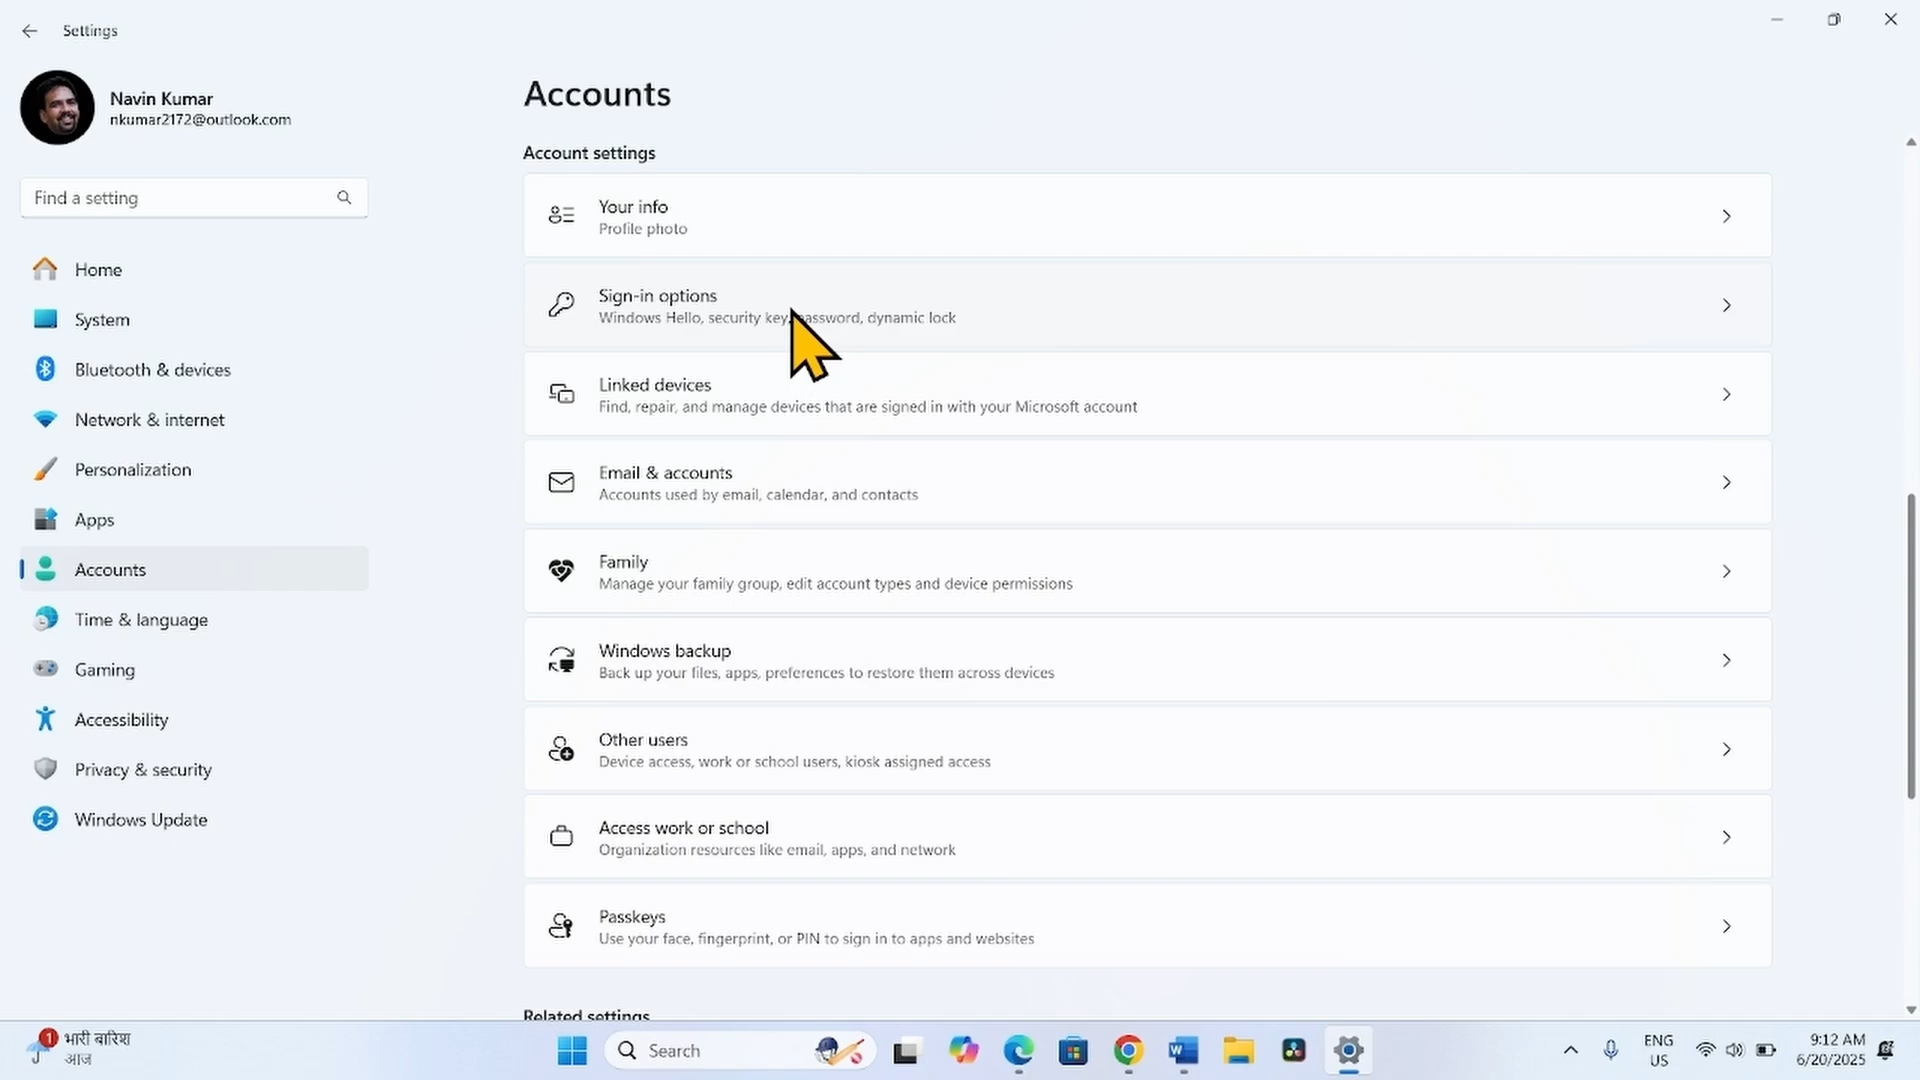 Settings
Navin Kumar
nkumar2172@outlook.com
Find a setting
Home
System
Bluetooth & devices
Network & internet
Personalization
Apps
Accounts
Time & language
Gaming
Accessibility
Privacy & security
Windows Update
Accounts
Account settings
Your info
Profile photo
Sign-in options
Windows Hello, security key, password, dynamic lock
Linked devices
Find, repair, and manage devices that are signed in with your Microsoft account
Email & accounts
Accounts used by email, calendar, and contacts
Family
Manage your family group, edit account types and device permissions
Windows backup
Back up your files, apps, preferences to restore them across devices
Other users
Device access, work or school users, kiosk assigned access
Access work or school
Organization resources like email, apps, and network
Passkeys
Use your face, fingerprint, or PIN to sign in to apps and websites
Related settings
1
भारी बारिश
आज
Search
W
ENG
US
9:12 AM
6/20/2025